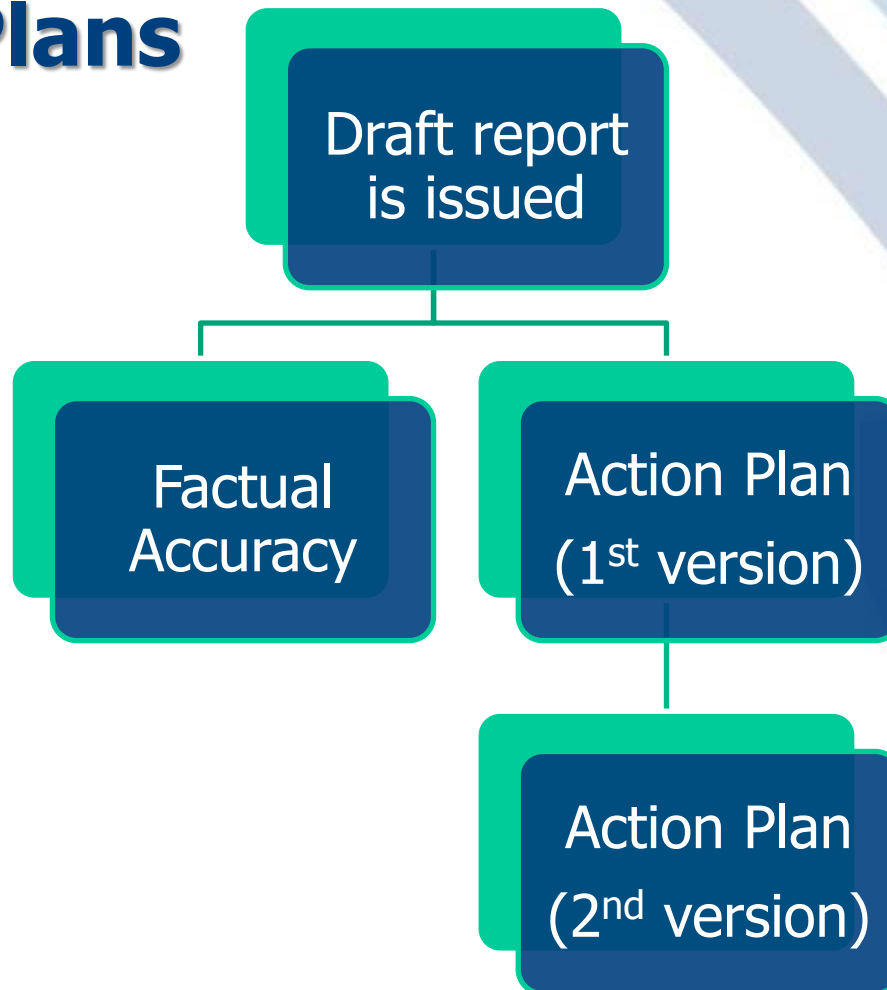 Plans
Draft report
is issued
Factual
Accuracy
Action Plan
(1st version)
Action Plan
(2nd version)